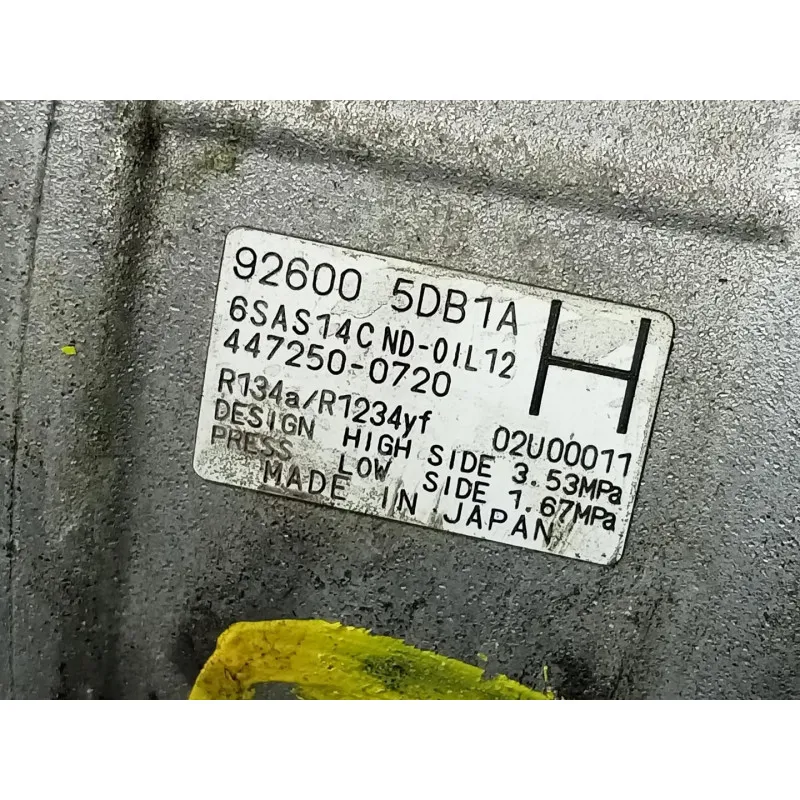 92600 5DB1A
H
6SAS14C ND-OIL12
447250-0720
R134a/R1234yf 02U00011
DESIGN HIGH SIDE 3.53MPa
PRESS LOW SIDE 1.67MPa
MADE IN JAPAN